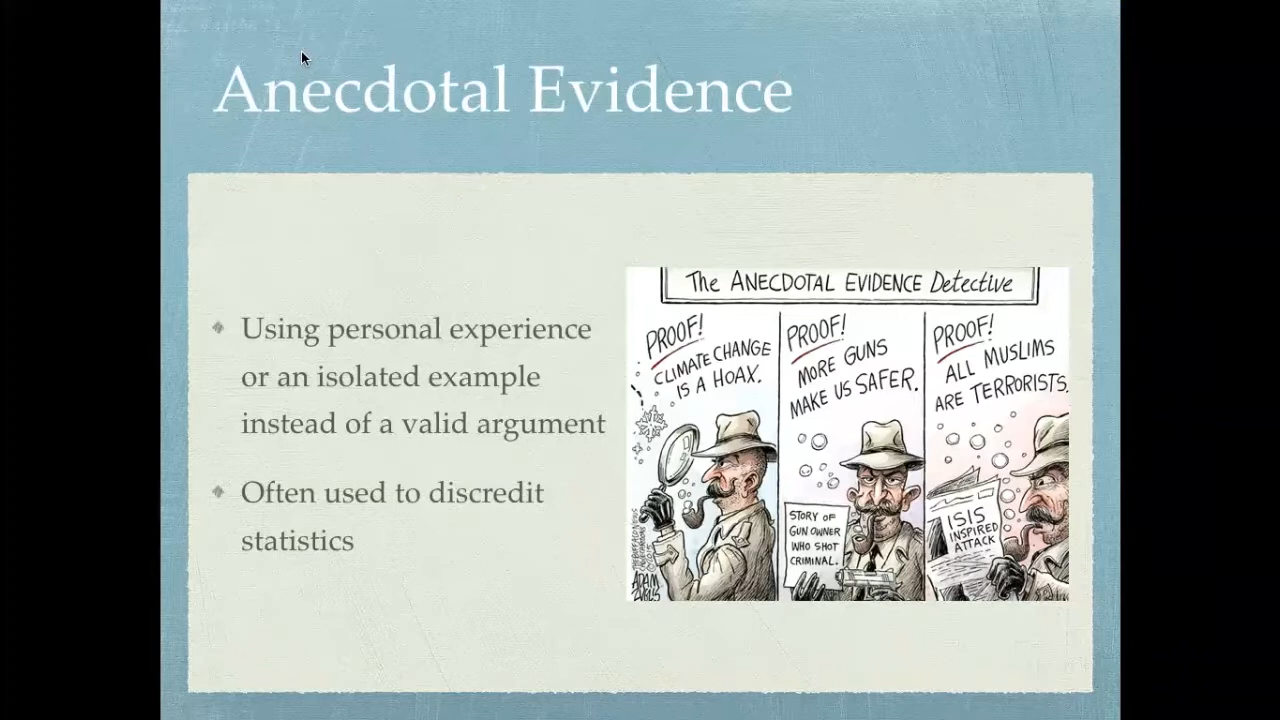 Anecdotal Evidence
Using personal experience
or an isolated example
instead of a valid argument
Often used to discredit
statistics
The ANECDOTAL EVIDENCE Detective
PROOF!
CLIMATE CHANGE
IS A HOAX.
PROOF!
MORE GUNS
MAKE US SAFER.
STORY OF
GUN OWNER
WHO SHOT
CRIMINAL.
PROOF!
ALL MUSLIMS
ARE TERRORISTS.
ISIS
INSPIRED
ATTACK
ADAM